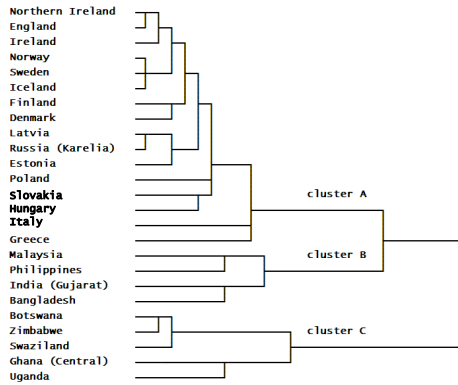 Northern Ireland
England
Ireland
Norway
Sweden
Iceland
Finland
Denmark
Latvia
Russia (Karelia)
Estonia
Poland
Slovakia
cluster A
Hungary
Italy
Greece
Malaysia
cluster B
Philippines
India (Gujarat)
Bangladesh
Botswana
Zimbabwe
cluster C
Swaziland
Ghana (Central)
Uganda